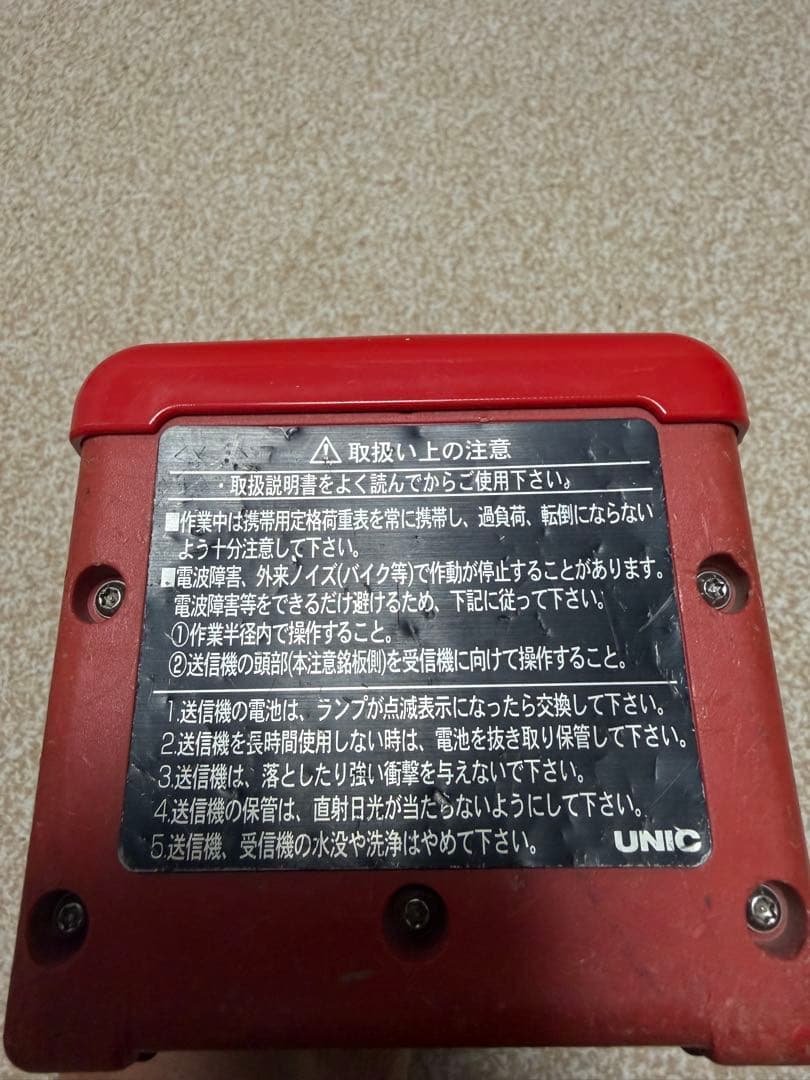 ⚠ 取扱い上の注意
・取扱説明書をよく読んでからご使用下さい。
■作業中は携帯用定格荷重表を常に携帯し、過負荷、転倒にならない
よう十分注意して下さい。
■電波障害、外来ノイズ(バイク等)で作動が停止することがあります。
電波障害等をできるだけ避けるため、下記に従って下さい。
①作業半径内で操作すること。
②送信機の頭部(本注意銘板側)を受信機に向けて操作すること。
1.送信機の電池は、ランプが点滅表示になったら交換して下さい。
2.送信機を長時間使用しない時は、電池を抜き取り保管して下さい。
3.送信機は、落としたり強い衝撃を与えないで下さい。
4.送信機の保管は、直射日光が当たらないようにして下さい。
5.送信機、受信機の水没や洗浄はやめて下さい。
UNIC